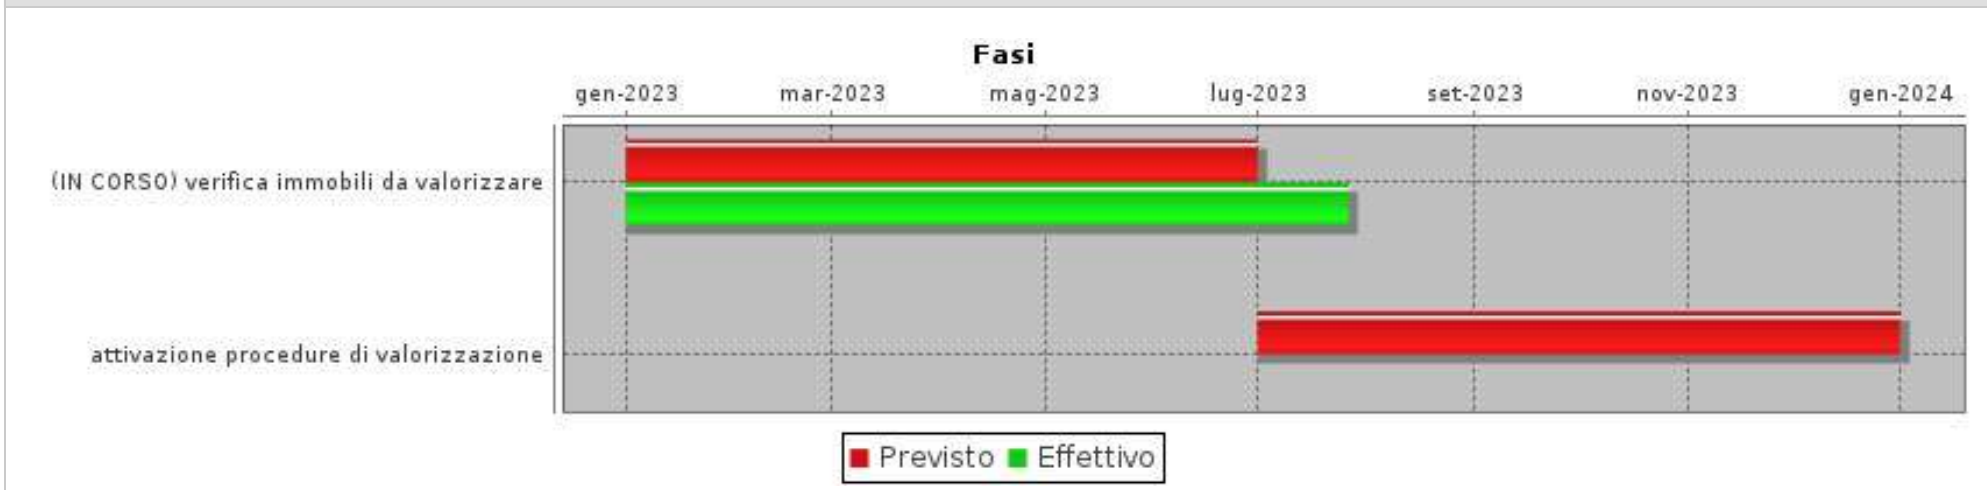 Fasi
gen-2023 mar-2023 mag-2023 lug-2023 set-2023 nov-2023 gen-2024
(IN CORSO) verifica immobili da valorizzare
attivazione procedure di valorizzazione
Previsto Effettivo